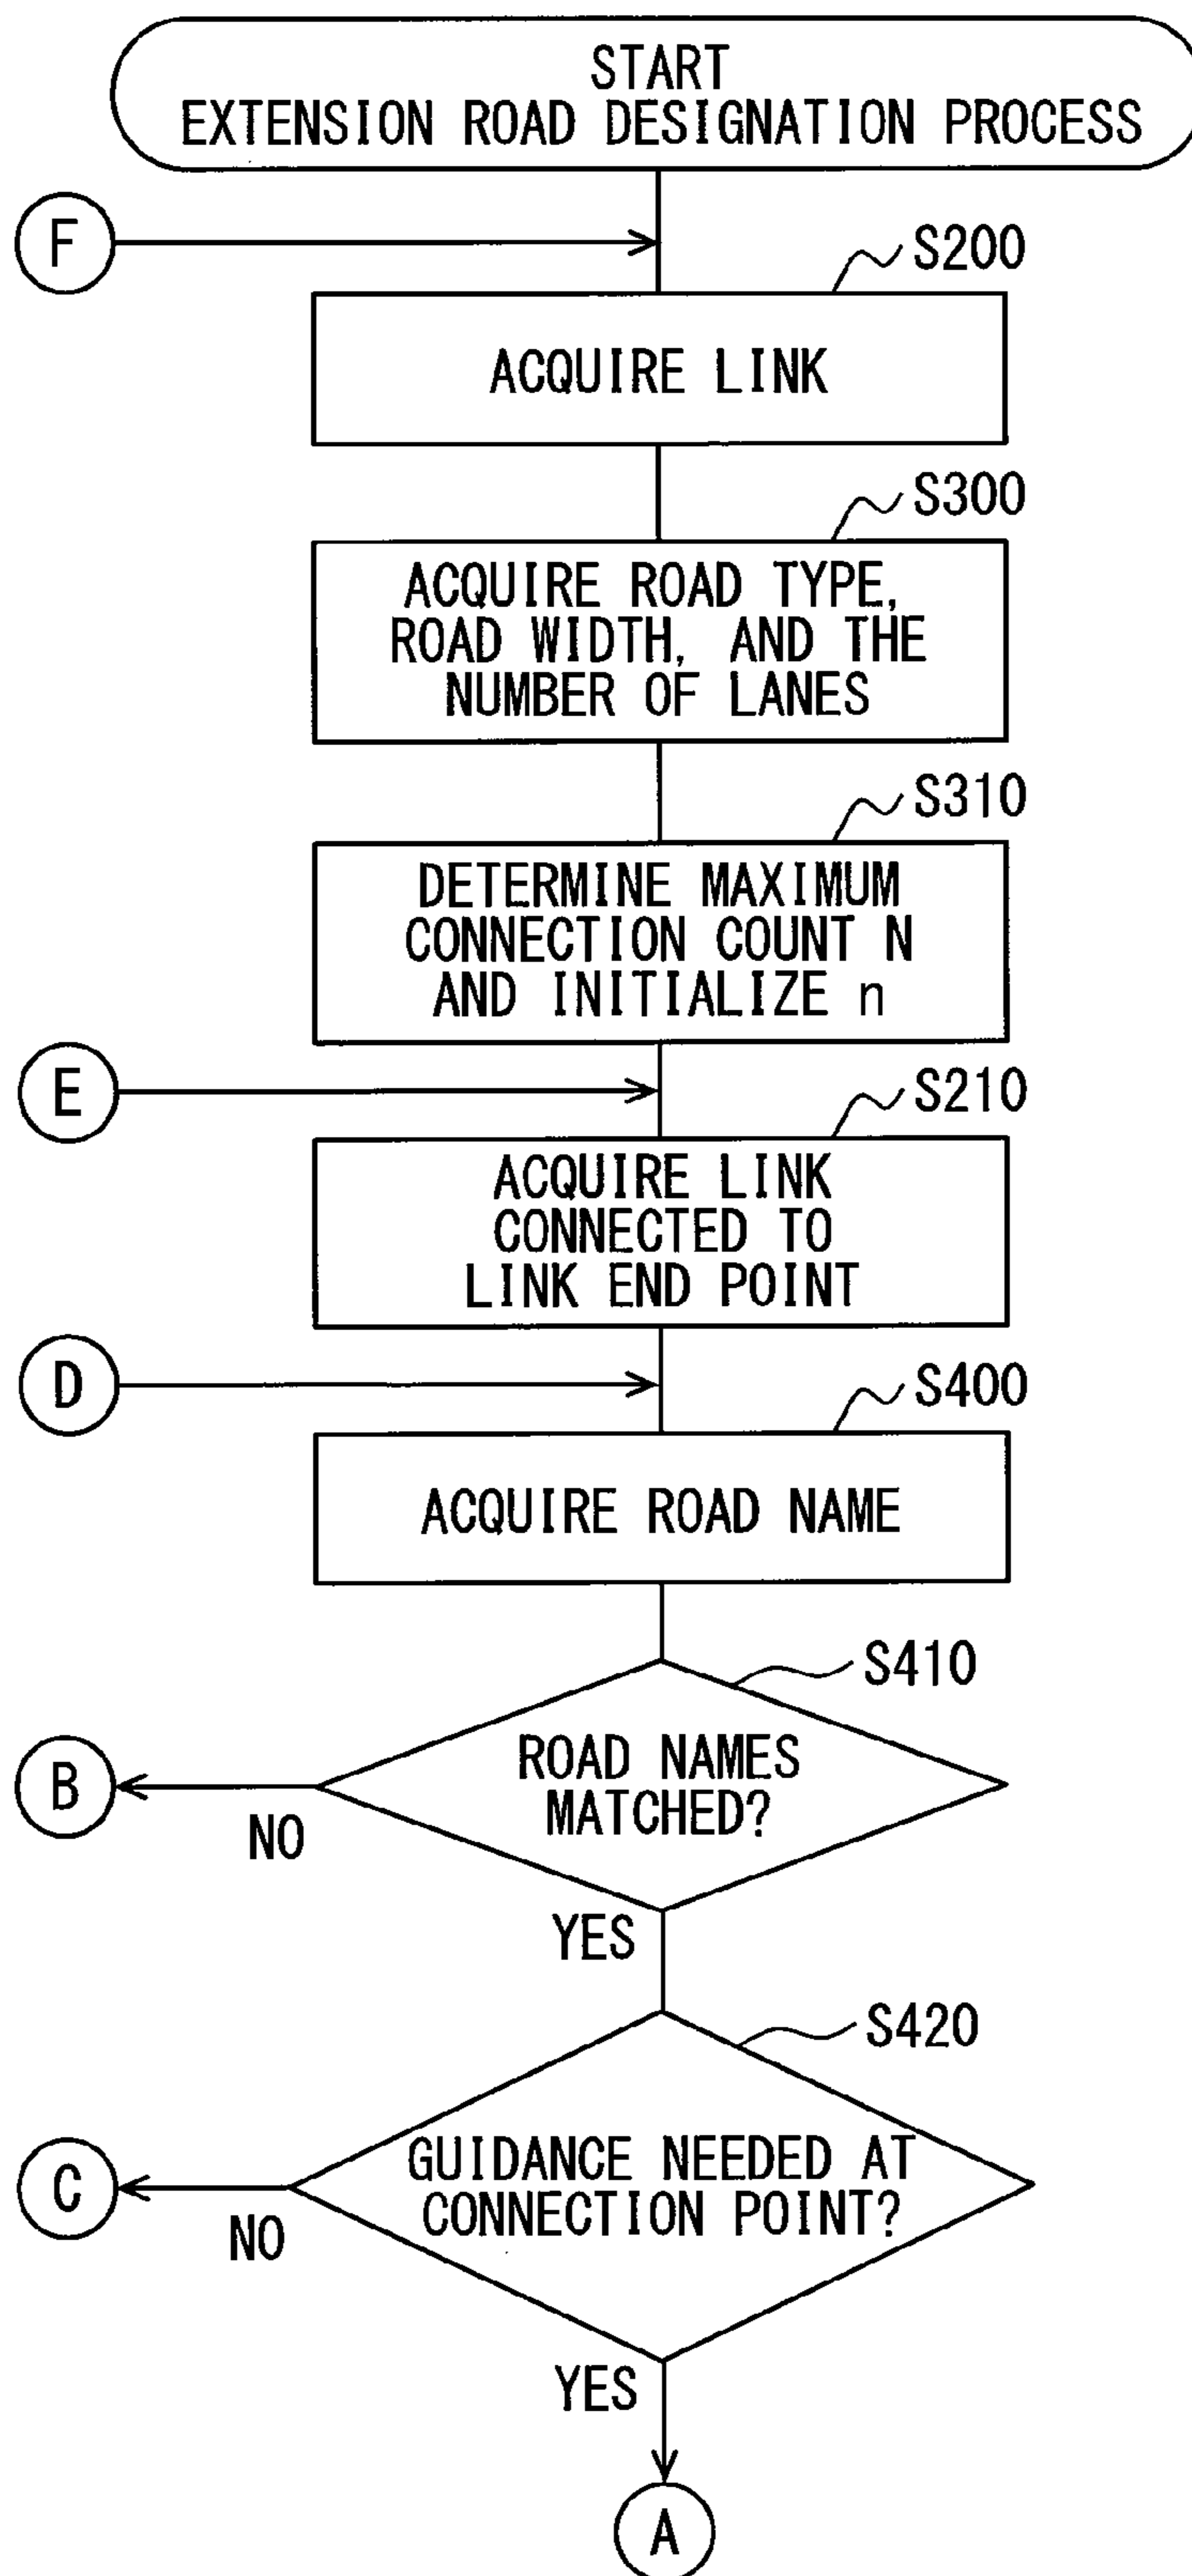 START
EXTENSION ROAD DESIGNATION PROCESS
F
S200
ACQUIRE LINK
S300
ACQUIRE ROAD TYPE,
ROAD WIDTH, AND THE
NUMBER OF LANES
S310
DETERMINE MAXIMUM
CONNECTION COUNT N
AND INITIALIZE n
E
S210
ACQUIRE LINK
CONNECTED TO
LINK END POINT
D
S400
ACQUIRE ROAD NAME
S410
ROAD NAMES
MATCHED?
B
NO
YES
S420
GUIDANCE NEEDED AT
CONNECTION POINT?
C
NO
YES
A